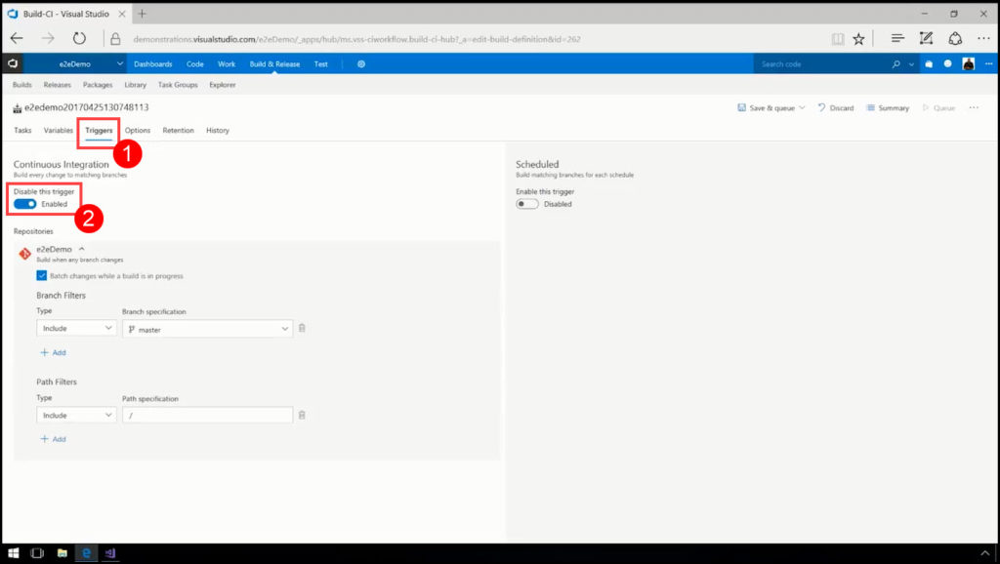 Build-CI - Visual Studio
demonstrations.visualstudio.com/e2eDemo/_apps/hub/ms.vss-ciworkflow.build-ci-hub?_a=edit-build-definition&id=262
e2eDemo Dashboards Code Work Build & Release Test Search code
Builds Releases Packages Library Task Groups Explorer
e2edemo20170425130748113 Save & queue Discard Summary Queue
Tasks Variables Triggers Options Retention History
1
Continuous Integration
Build every change to matching branches
Disable this trigger
Enabled
2
Repositories
e2eDemo
Build when any branch changes
Batch changes while a build is in progress
Branch Filters
Type Branch specification
Include master
+ Add
Path Filters
Type Path specification
Include /
+ Add
Scheduled
Build matching branches for each schedule
Enable this trigger
Disabled